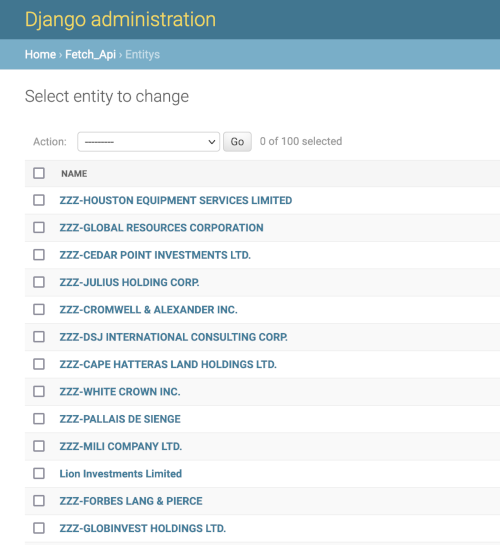 Django administration
Home › Fetch_Api › Entitys
Select entity to change
Action: --------- Go 0 of 100 selected
NAME
ZZZ-HOUSTON EQUIPMENT SERVICES LIMITED
ZZZ-GLOBAL RESOURCES CORPORATION
ZZZ-CEDAR POINT INVESTMENTS LTD.
ZZZ-JULIUS HOLDING CORP.
ZZZ-CROMWELL & ALEXANDER INC.
ZZZ-DSJ INTERNATIONAL CONSULTING CORP.
ZZZ-CAPE HATTERAS LAND HOLDINGS LTD.
ZZZ-WHITE CROWN INC.
ZZZ-PALLAIS DE SIENGE
ZZZ-MILI COMPANY LTD.
Lion Investments Limited
ZZZ-FORBES LANG & PIERCE
ZZZ-GLOBINVEST HOLDINGS LTD.